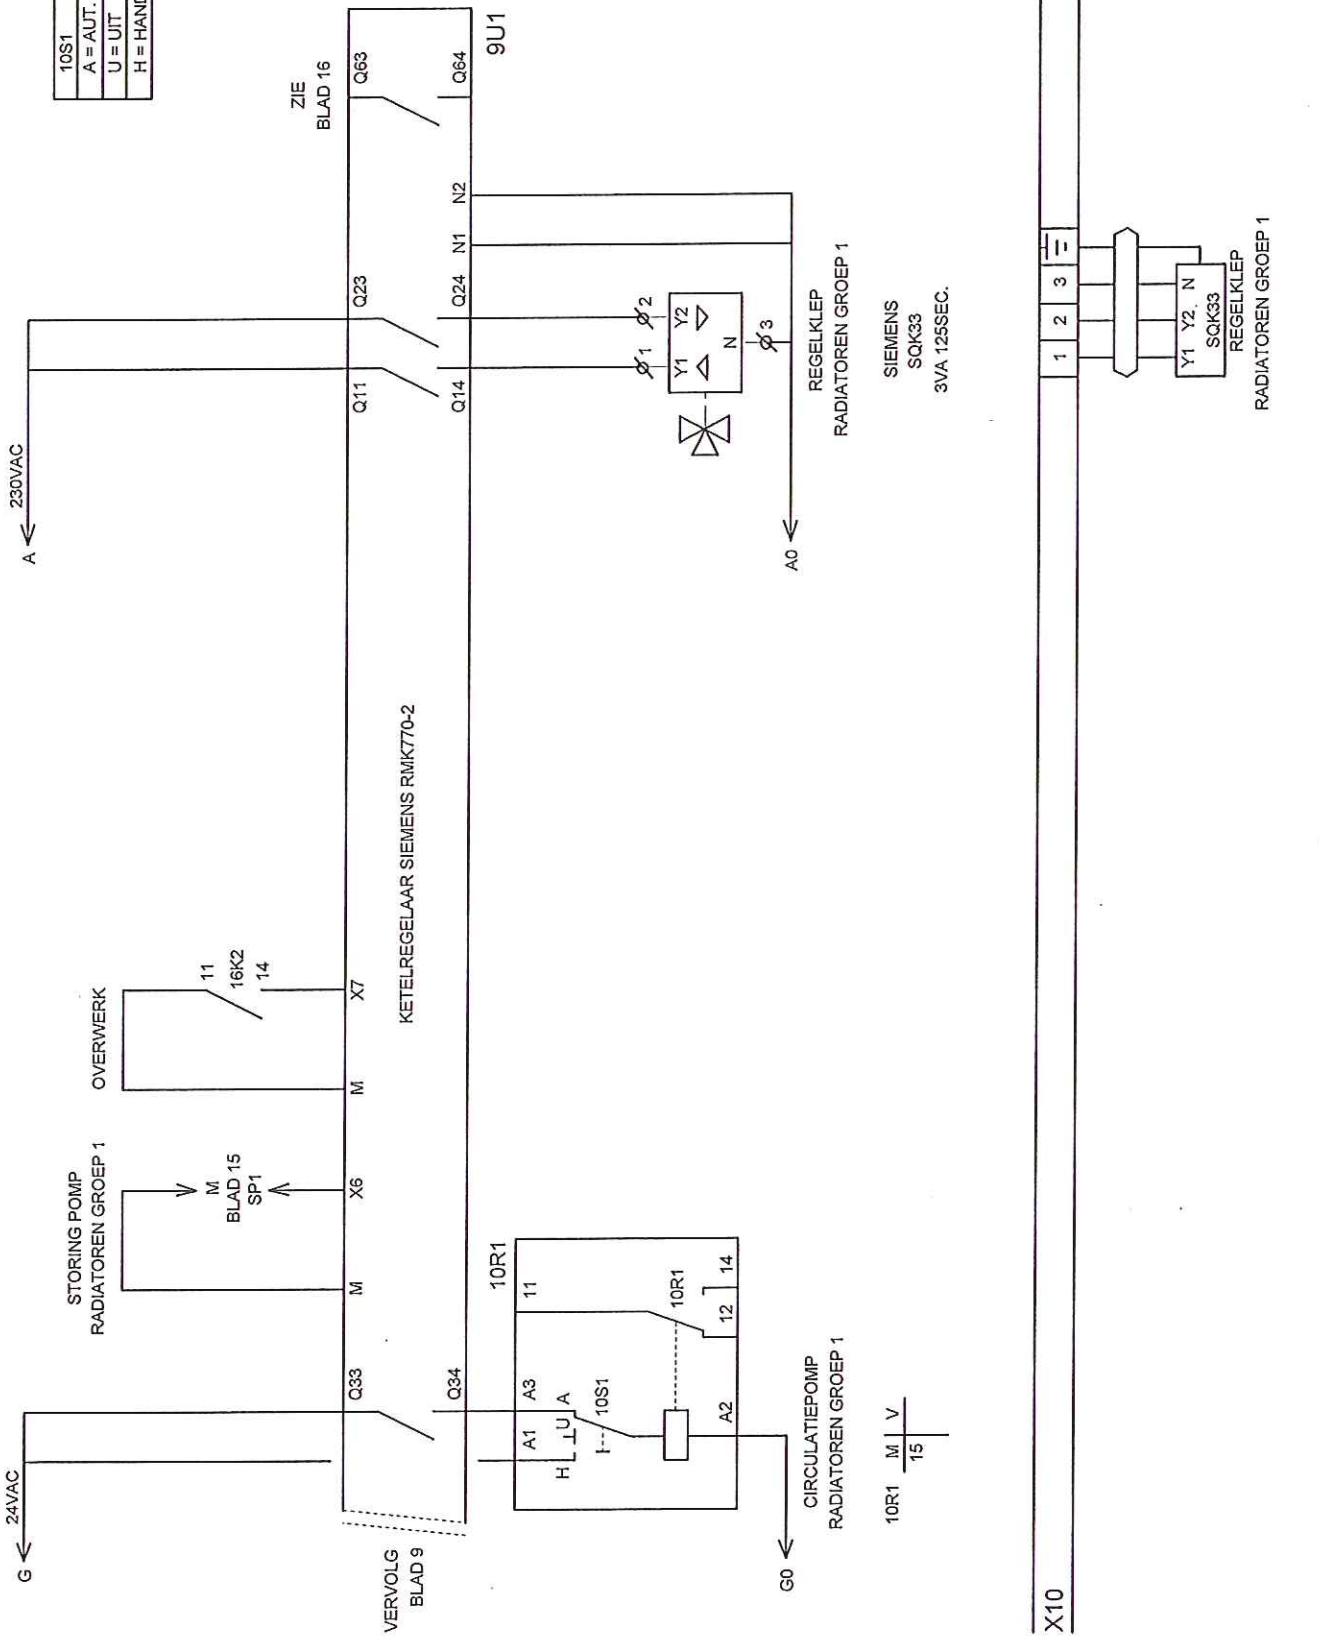 G
24VAC
A
230VAC
10S1
A = AUT.
U = UIT
H = HAND
STORING POMP
RADIATOREN GROEP 1
M
BLAD 15
SP1
OVERWERK
11
16K2
14
ZIE
BLAD 16
Q33
M
X6
M
X7
Q11
Q23
Q63
KETELREGELAAR SIEMENS RMK770-2
Q34
Q14
Q24
N1
N2
Q64
9U1
VERVOLG
BLAD 9
10R1
A1
A3
11
H
U
A
10S1
10R1
A2
12
14
G0
CIRCULATIEPOMP
RADIATOREN GROEP 1
10R1
M
V
15
1
2
Y1
Y2
N
3
A0
REGELKLEP
RADIATOREN GROEP 1
SIEMENS
SQK33
3VA 125SEC.
X10
1
2
3
Y1 Y2. N
SQK33
REGELKLEP
RADIATOREN GROEP 1